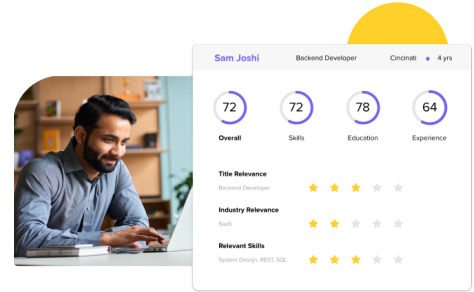 Sam Joshi Backend Developer Cincinati 4 yrs
72 72 78 64
Overall Skills Education Experience
Title Relevance
Backend Developer
Industry Relevance
SaaS
Relevant Skills
System Design, REST, SQL